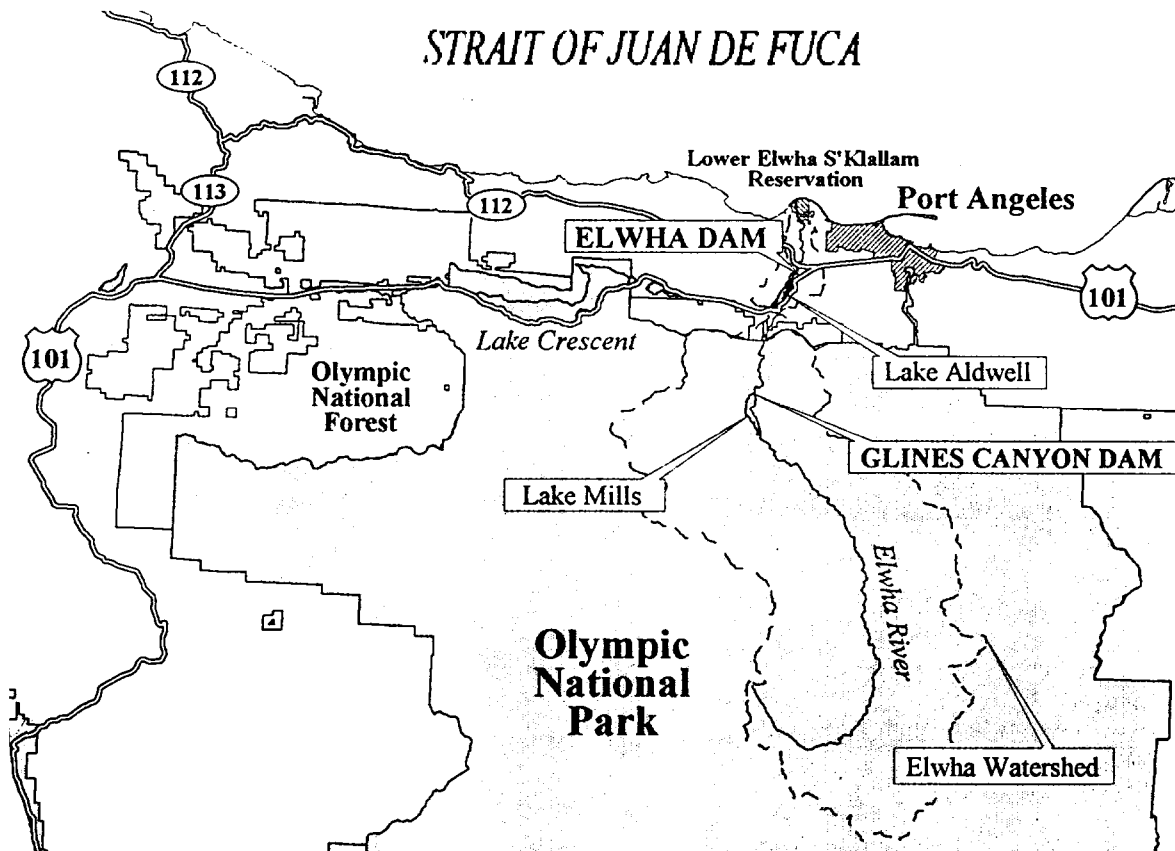 STRAIT OF JUAN DE FUCA
112
Lower Elwha S'Klallam
Reservation
113
112
Port Angeles
ELWHA DAM
101
Lake Crescent
101
Lake Aldwell
Olympic
National
Forest
GLINES CANYON DAM
Lake Mills
Elwha River
Olympic
National
Park
Elwha Watershed